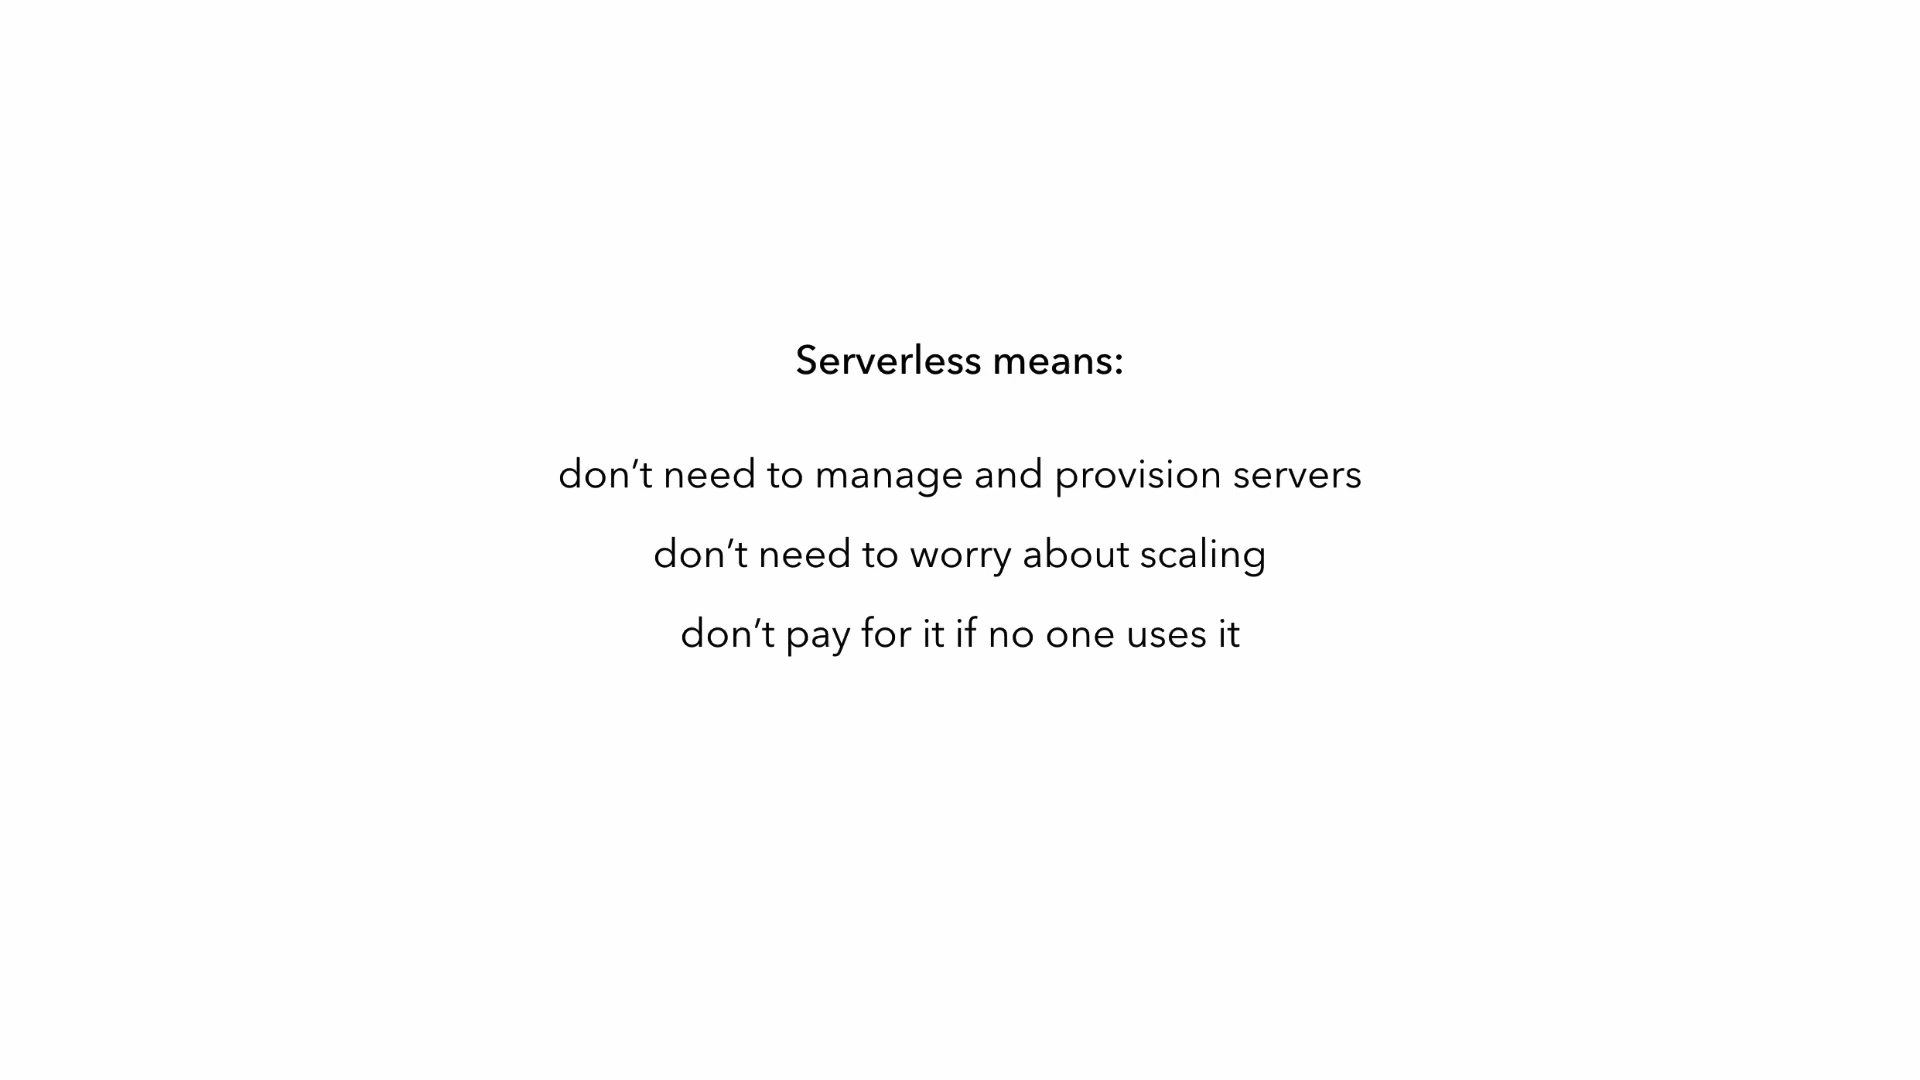 Serverless means:
don’t need to manage and provision servers
don’t need to worry about scaling
don’t pay for it if no one uses it